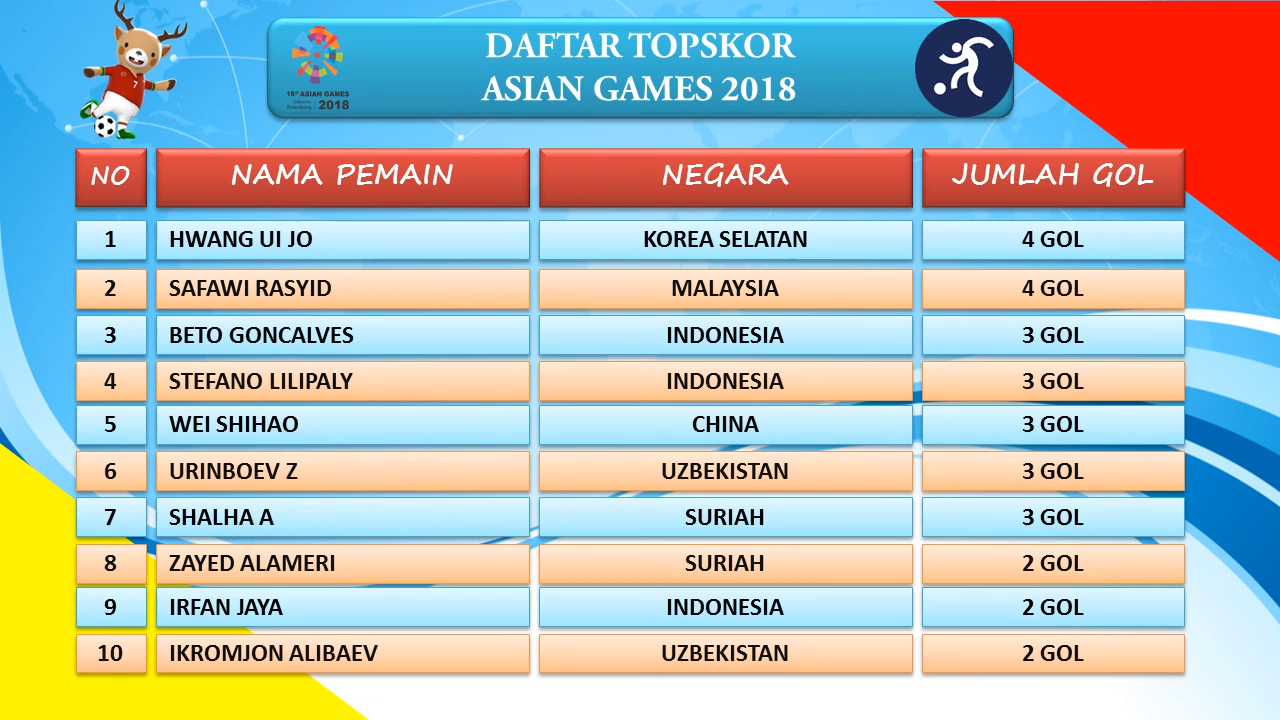 DAFTAR TOPSKOR
ASIAN GAMES 2018
18TH ASIAN GAMES
Jakarta
Palembang 2018
7
NO NAMA PEMAIN NEGARA JUMLAH GOL
1 HWANG UI JO KOREA SELATAN 4 GOL
2 SAFAWI RASYID MALAYSIA 4 GOL
3 BETO GONCALVES INDONESIA 3 GOL
4 STEFANO LILIPALY INDONESIA 3 GOL
5 WEI SHIHAO CHINA 3 GOL
6 URINBOEV Z UZBEKISTAN 3 GOL
7 SHALHA A SURIAH 3 GOL
8 ZAYED ALAMERI SURIAH 2 GOL
9 IRFAN JAYA INDONESIA 2 GOL
10 IKROMJON ALIBAEV UZBEKISTAN 2 GOL